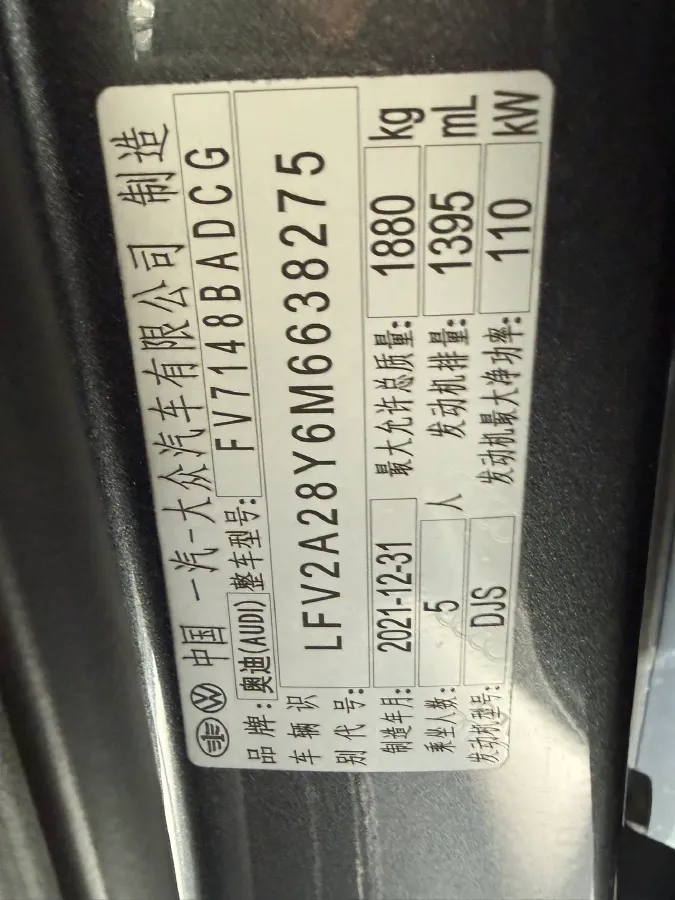 中国 一汽-大众汽车有限公司 制造
品牌: 奥迪(AUDI) 整车型号: FV7148BADCG
车辆识别代号: LFV2A28Y6M6638275
制造年月: 2021-12-31 最大允许总质量: 1880 kg
乘坐人数: 5 人 发动机排量: 1395 mL
发动机型号: DJS 发动机最大净功率: 110 kW